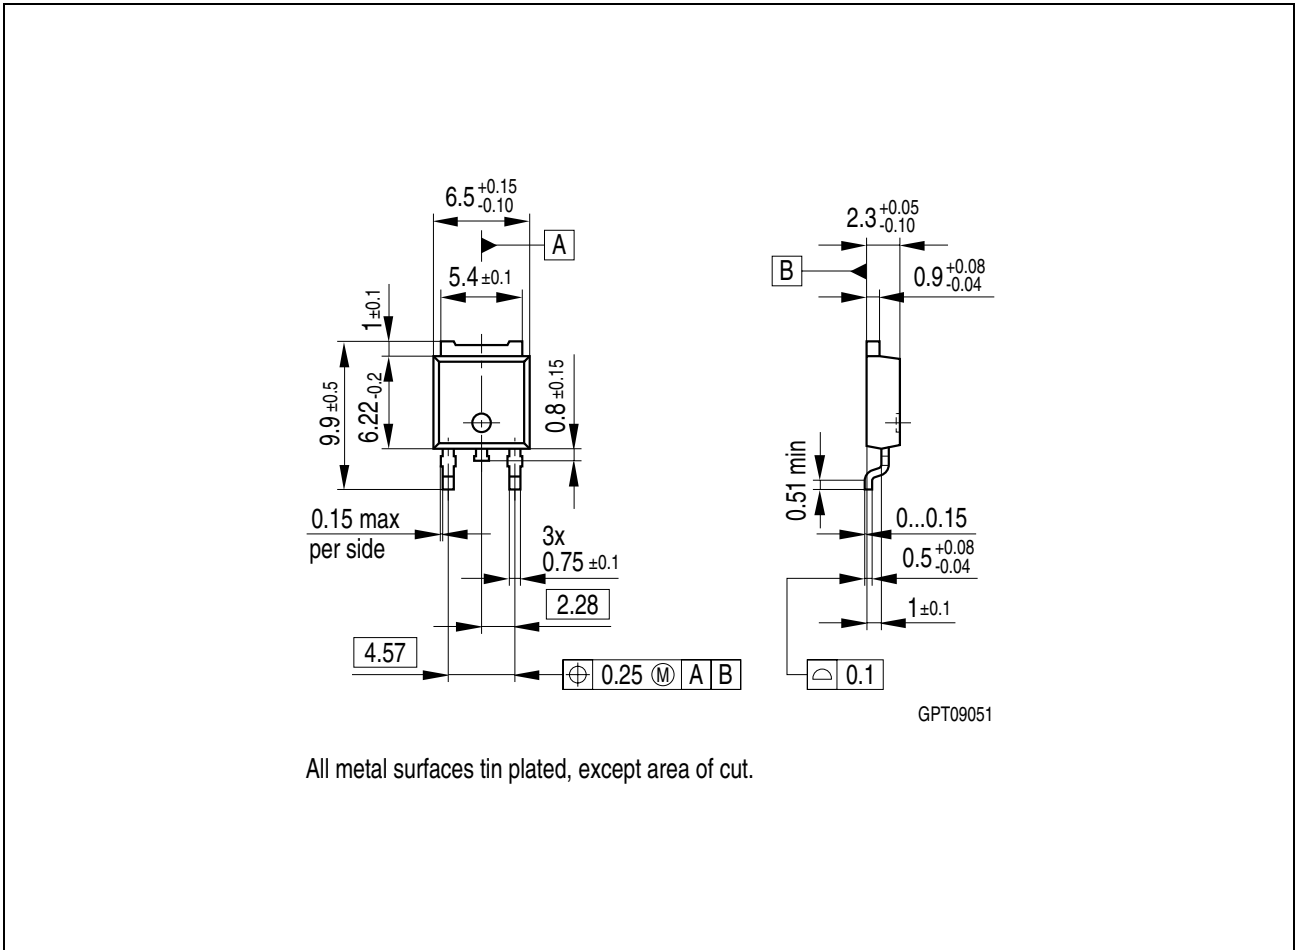 6.5 +0.15 -0.10
A
5.4 ±0.1
1±0.1
9.9 ±0.5
6.22 -0.2
0.8 ±0.15
0.15 max
per side
3x
0.75 ±0.1
2.28
4.57
⌖ 0.25 Ⓜ A B
2.3 +0.05 -0.10
B
0.9 +0.08 -0.04
0.51 min
0...0.15
0.5 +0.08 -0.04
1±0.1
⌓ 0.1
GPT09051
All metal surfaces tin plated, except area of cut.